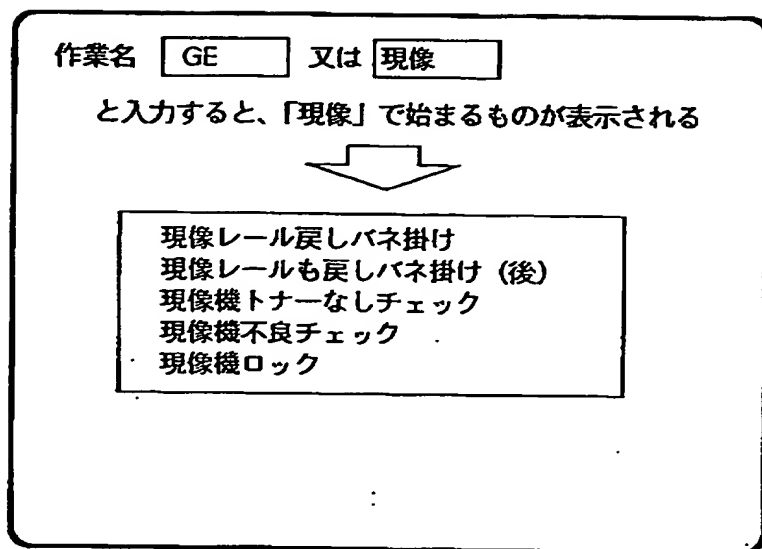 作業名 GE 又は 現像
と入力すると、「現像」で始まるものが表示される
現像レール戻しバネ掛け
現像レールも戻しバネ掛け（後）
現像機トナーなしチェック
現像機不良チェック
現像機ロック